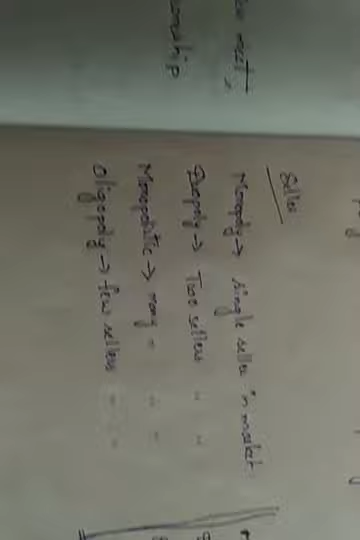 Seller
Monopoly → single seller in market.
Duopoly → Two sellers " "
Monopolistic → many " " "
Oligopoly → few sellers " "